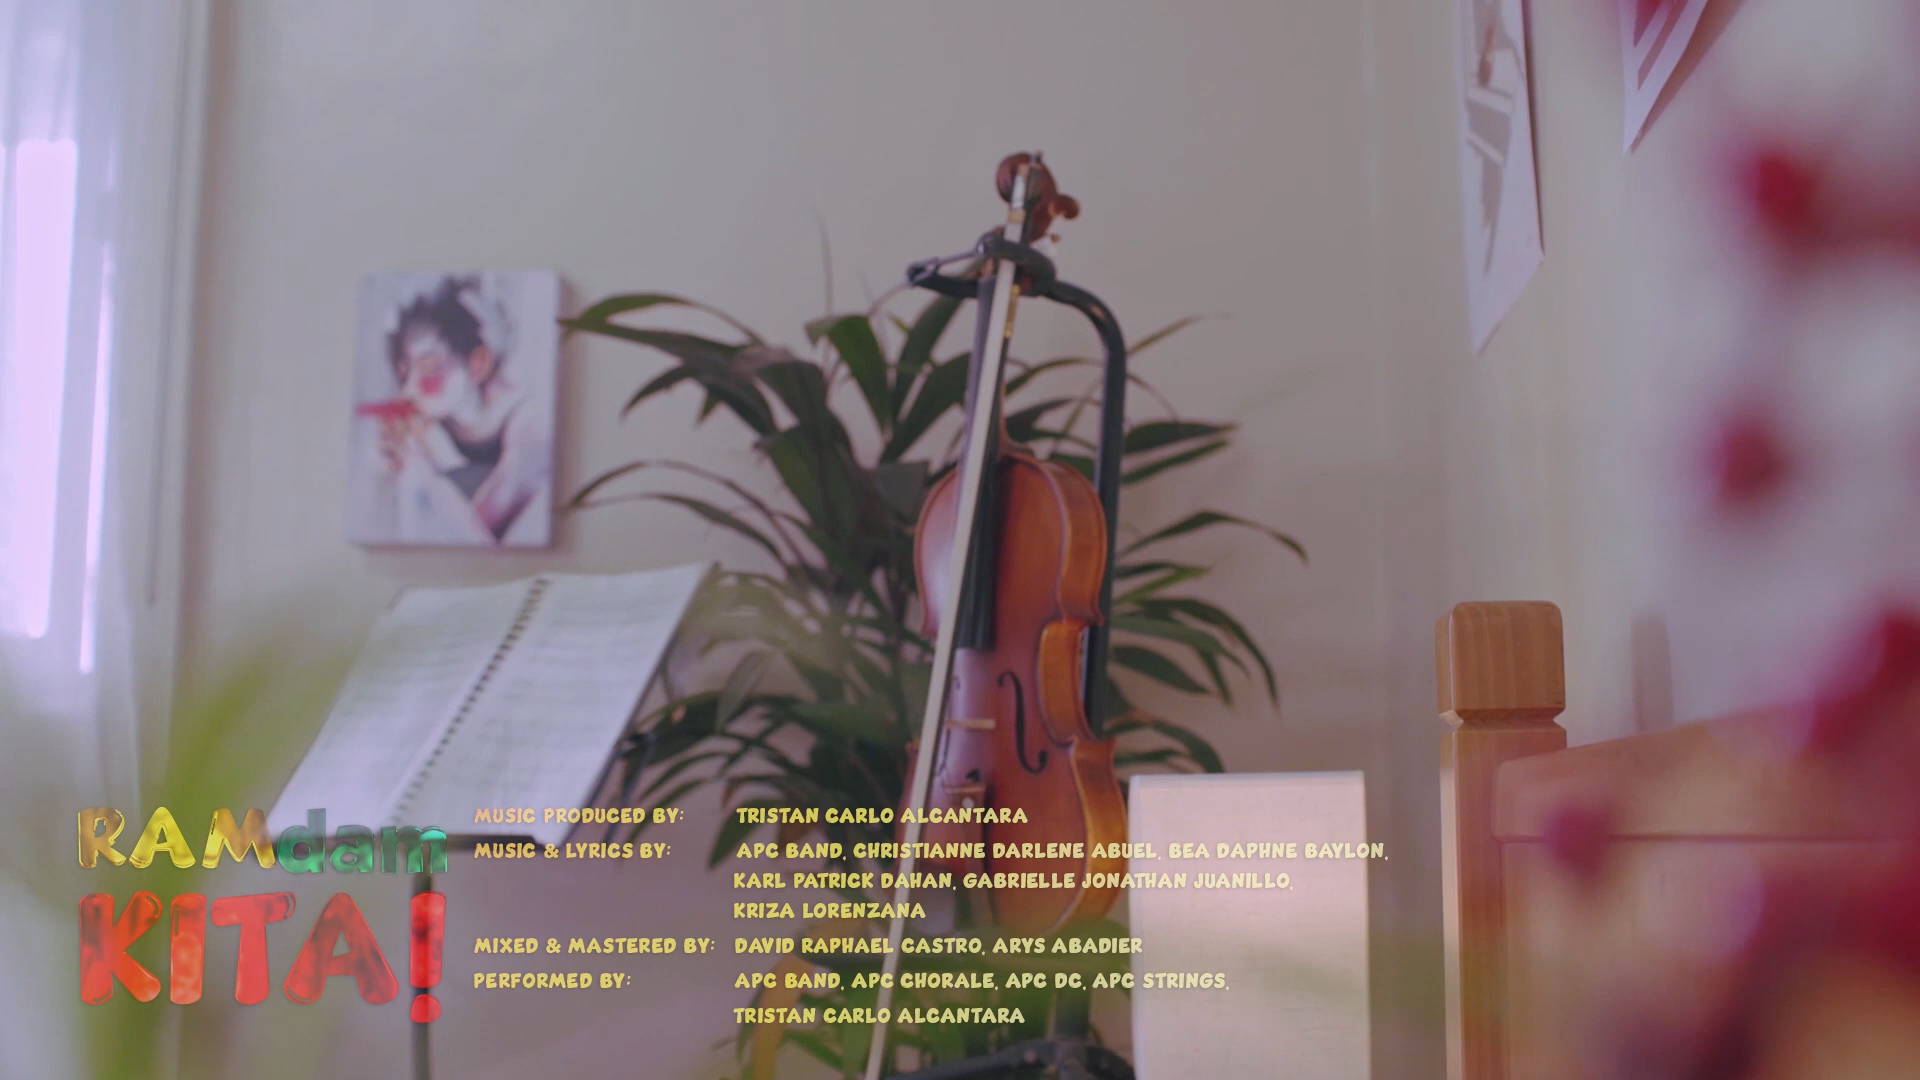 RAMdam
KITA!
MUSIC PRODUCED BY: TRISTAN CARLO ALCANTARA
MUSIC & LYRICS BY: APC BAND, CHRISTIANNE DARLENE ABUEL, BEA DAPHNE BAYLON,
KARL PATRICK DAHAN, GABRIELLE JONATHAN JUANILLO,
KRIZA LORENZANA
MIXED & MASTERED BY: DAVID RAPHAEL CASTRO, ARYS ABADIER
PERFORMED BY: APC BAND, APC CHORALE, APC DC, APC STRINGS,
TRISTAN CARLO ALCANTARA